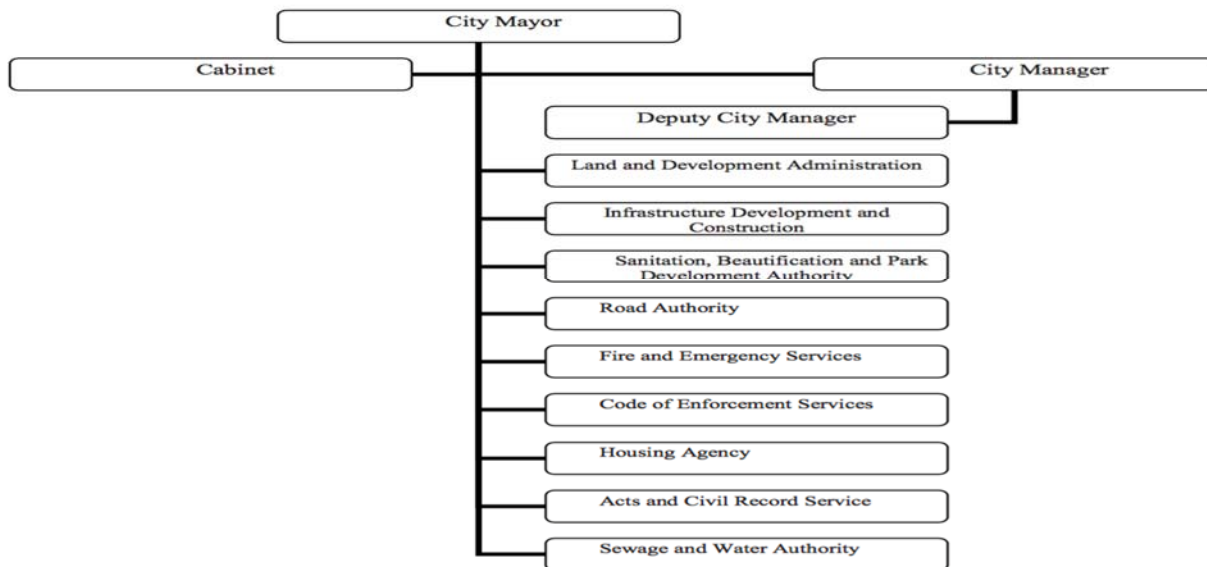 City Mayor
Cabinet
City Manager
Deputy City Manager
Land and Development Administration
Infrastructure Development and
Construction
Sanitation, Beautification and Park
Development Authority
Road Authority
Fire and Emergency Services
Code of Enforcement Services
Housing Agency
Acts and Civil Record Service
Sewage and Water Authority